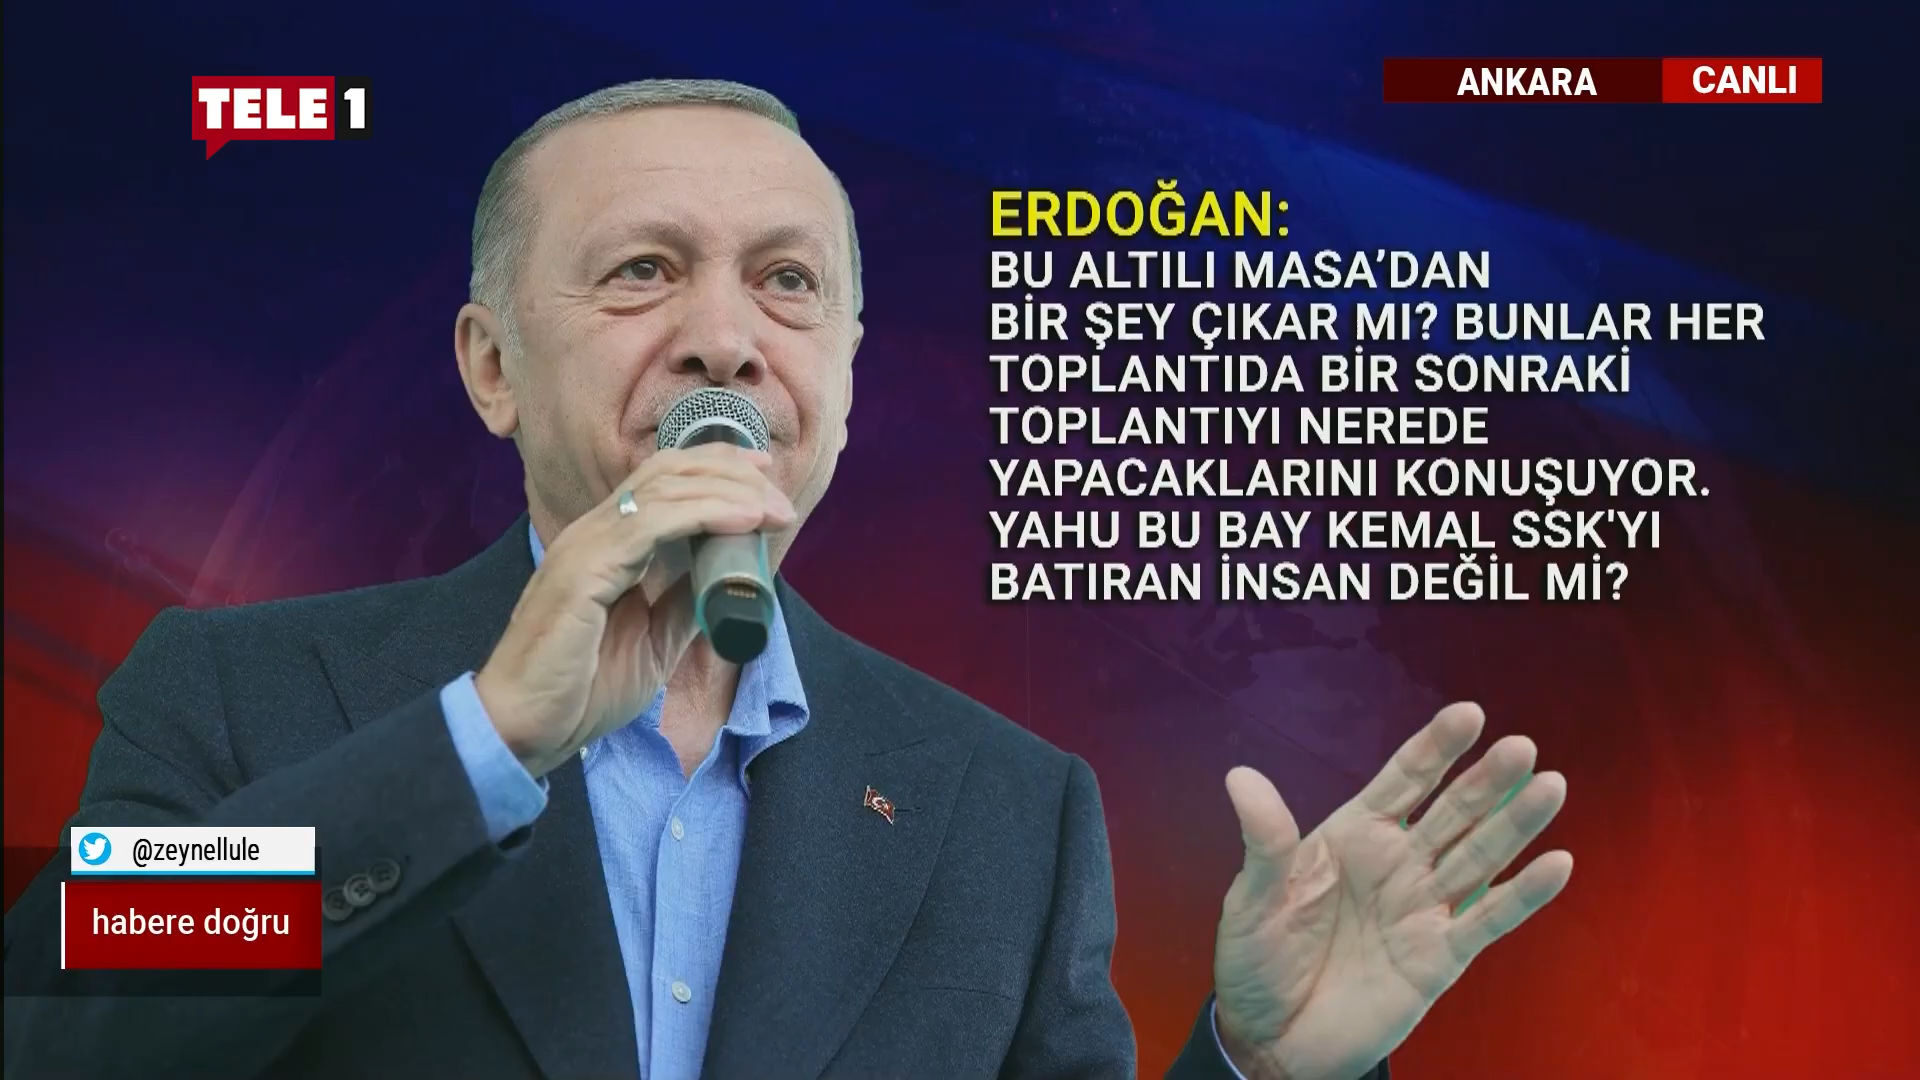 TELE 1
ANKARA CANLI
ERDOĞAN:
BU ALTILI MASA’DAN
BİR ŞEY ÇIKAR MI? BUNLAR HER
TOPLANTIDA BİR SONRAKİ
TOPLANTIYI NEREDE
YAPACAKLARINI KONUŞUYOR.
YAHU BU BAY KEMAL SSK'YI
BATIRAN İNSAN DEĞİL Mİ?
@zeynellule
habere doğru